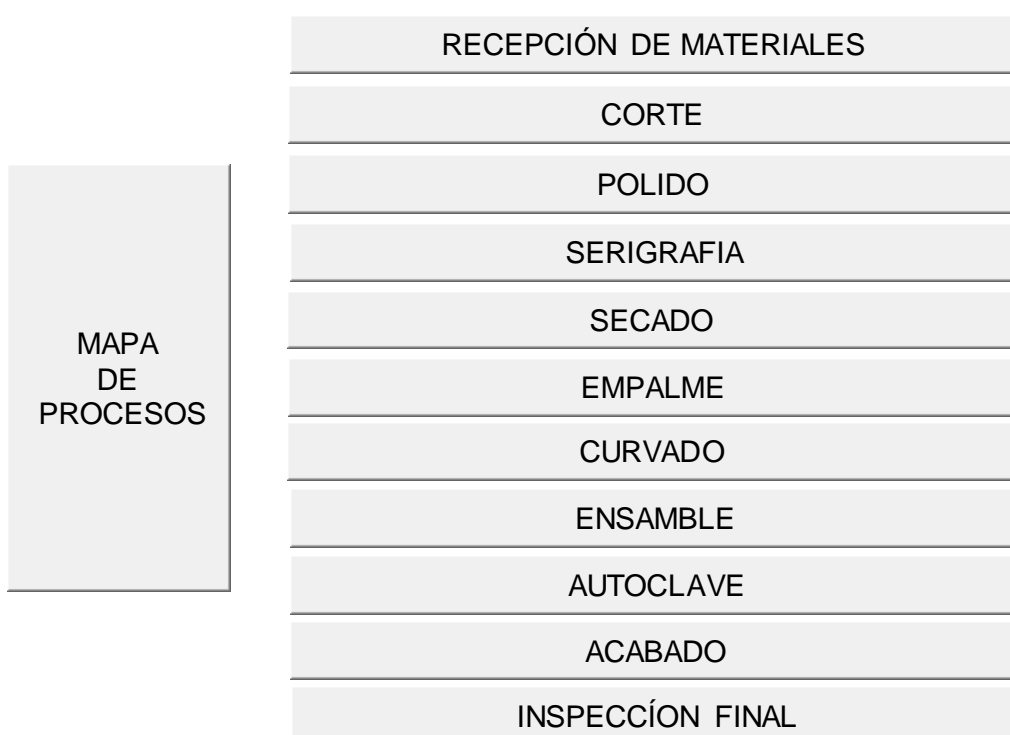 RECEPCIÓN DE MATERIALES
CORTE
POLIDO
SERIGRAFIA
SECADO
MAPA
DE
PROCESOS
EMPALME
CURVADO
ENSAMBLE
AUTOCLAVE
ACABADO
INSPECCÍON FINAL